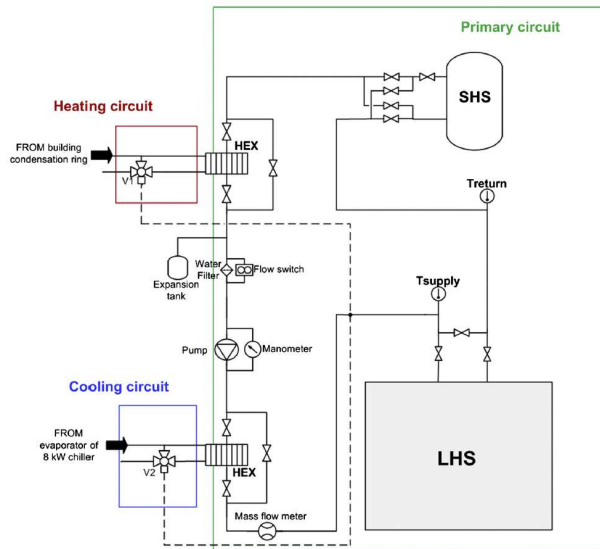 Primary circuit
Heating circuit
SHS
FROM building
condensation ring
HEX
V1
Treturn
Water
Filter
Flow switch
Expansion
tank
Tsupply
Pump
Manometer
Cooling circuit
FROM
evaporator of
8 kW chiller
V2
HEX
LHS
Mass flow meter